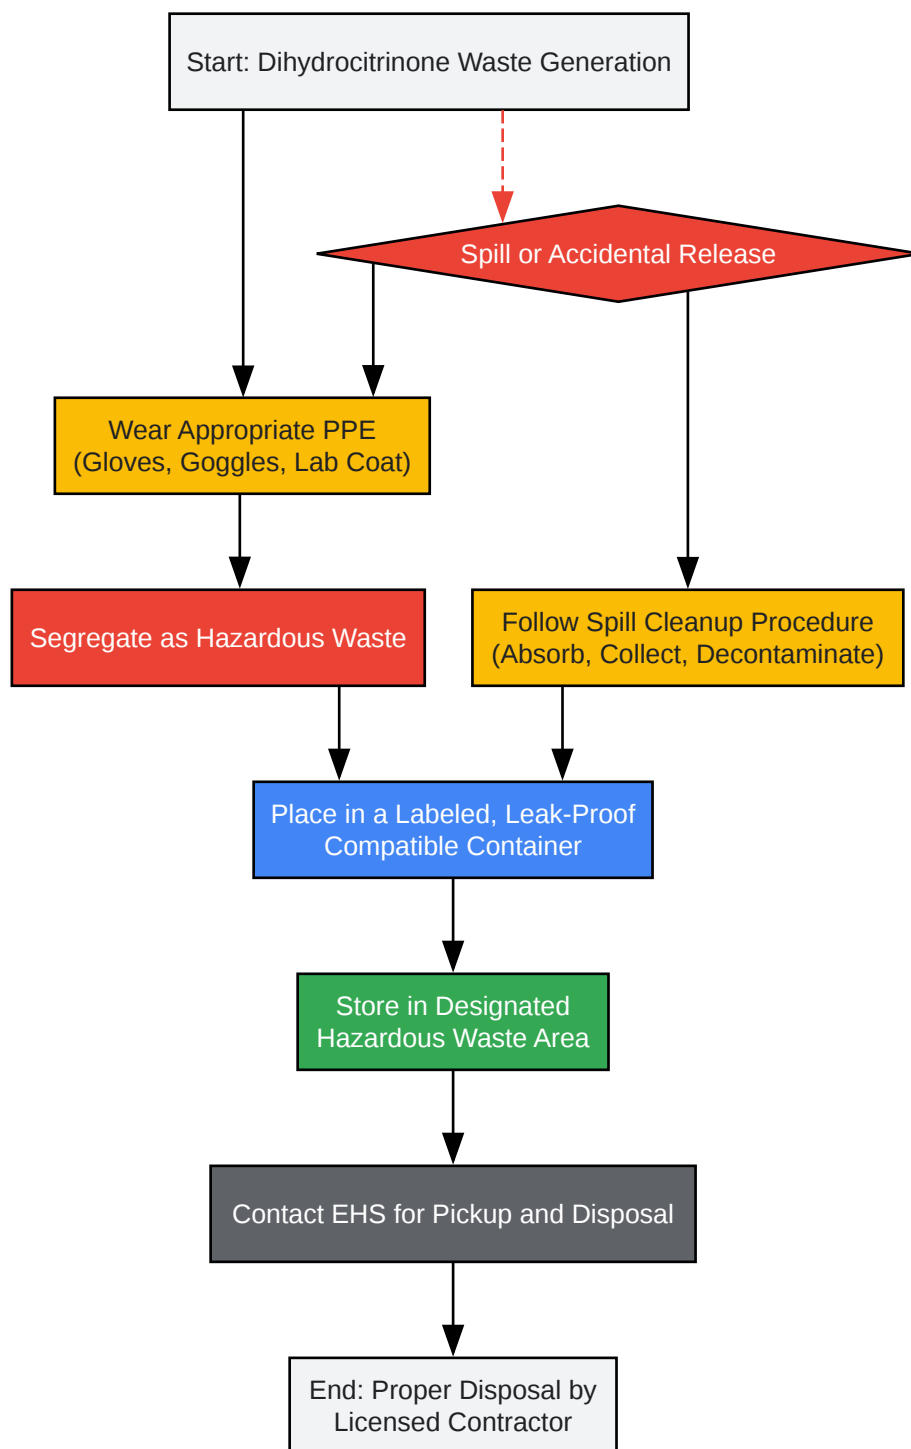 Start: Dihydrocitrinone Waste Generation
Spill or Accidental Release
Wear Appropriate PPE
(Gloves, Goggles, Lab Coat)
Segregate as Hazardous Waste
Follow Spill Cleanup Procedure
(Absorb, Collect, Decontaminate)
Place in a Labeled, Leak-Proof
Compatible Container
Store in Designated
Hazardous Waste Area
Contact EHS for Pickup and Disposal
End: Proper Disposal by
Licensed Contractor